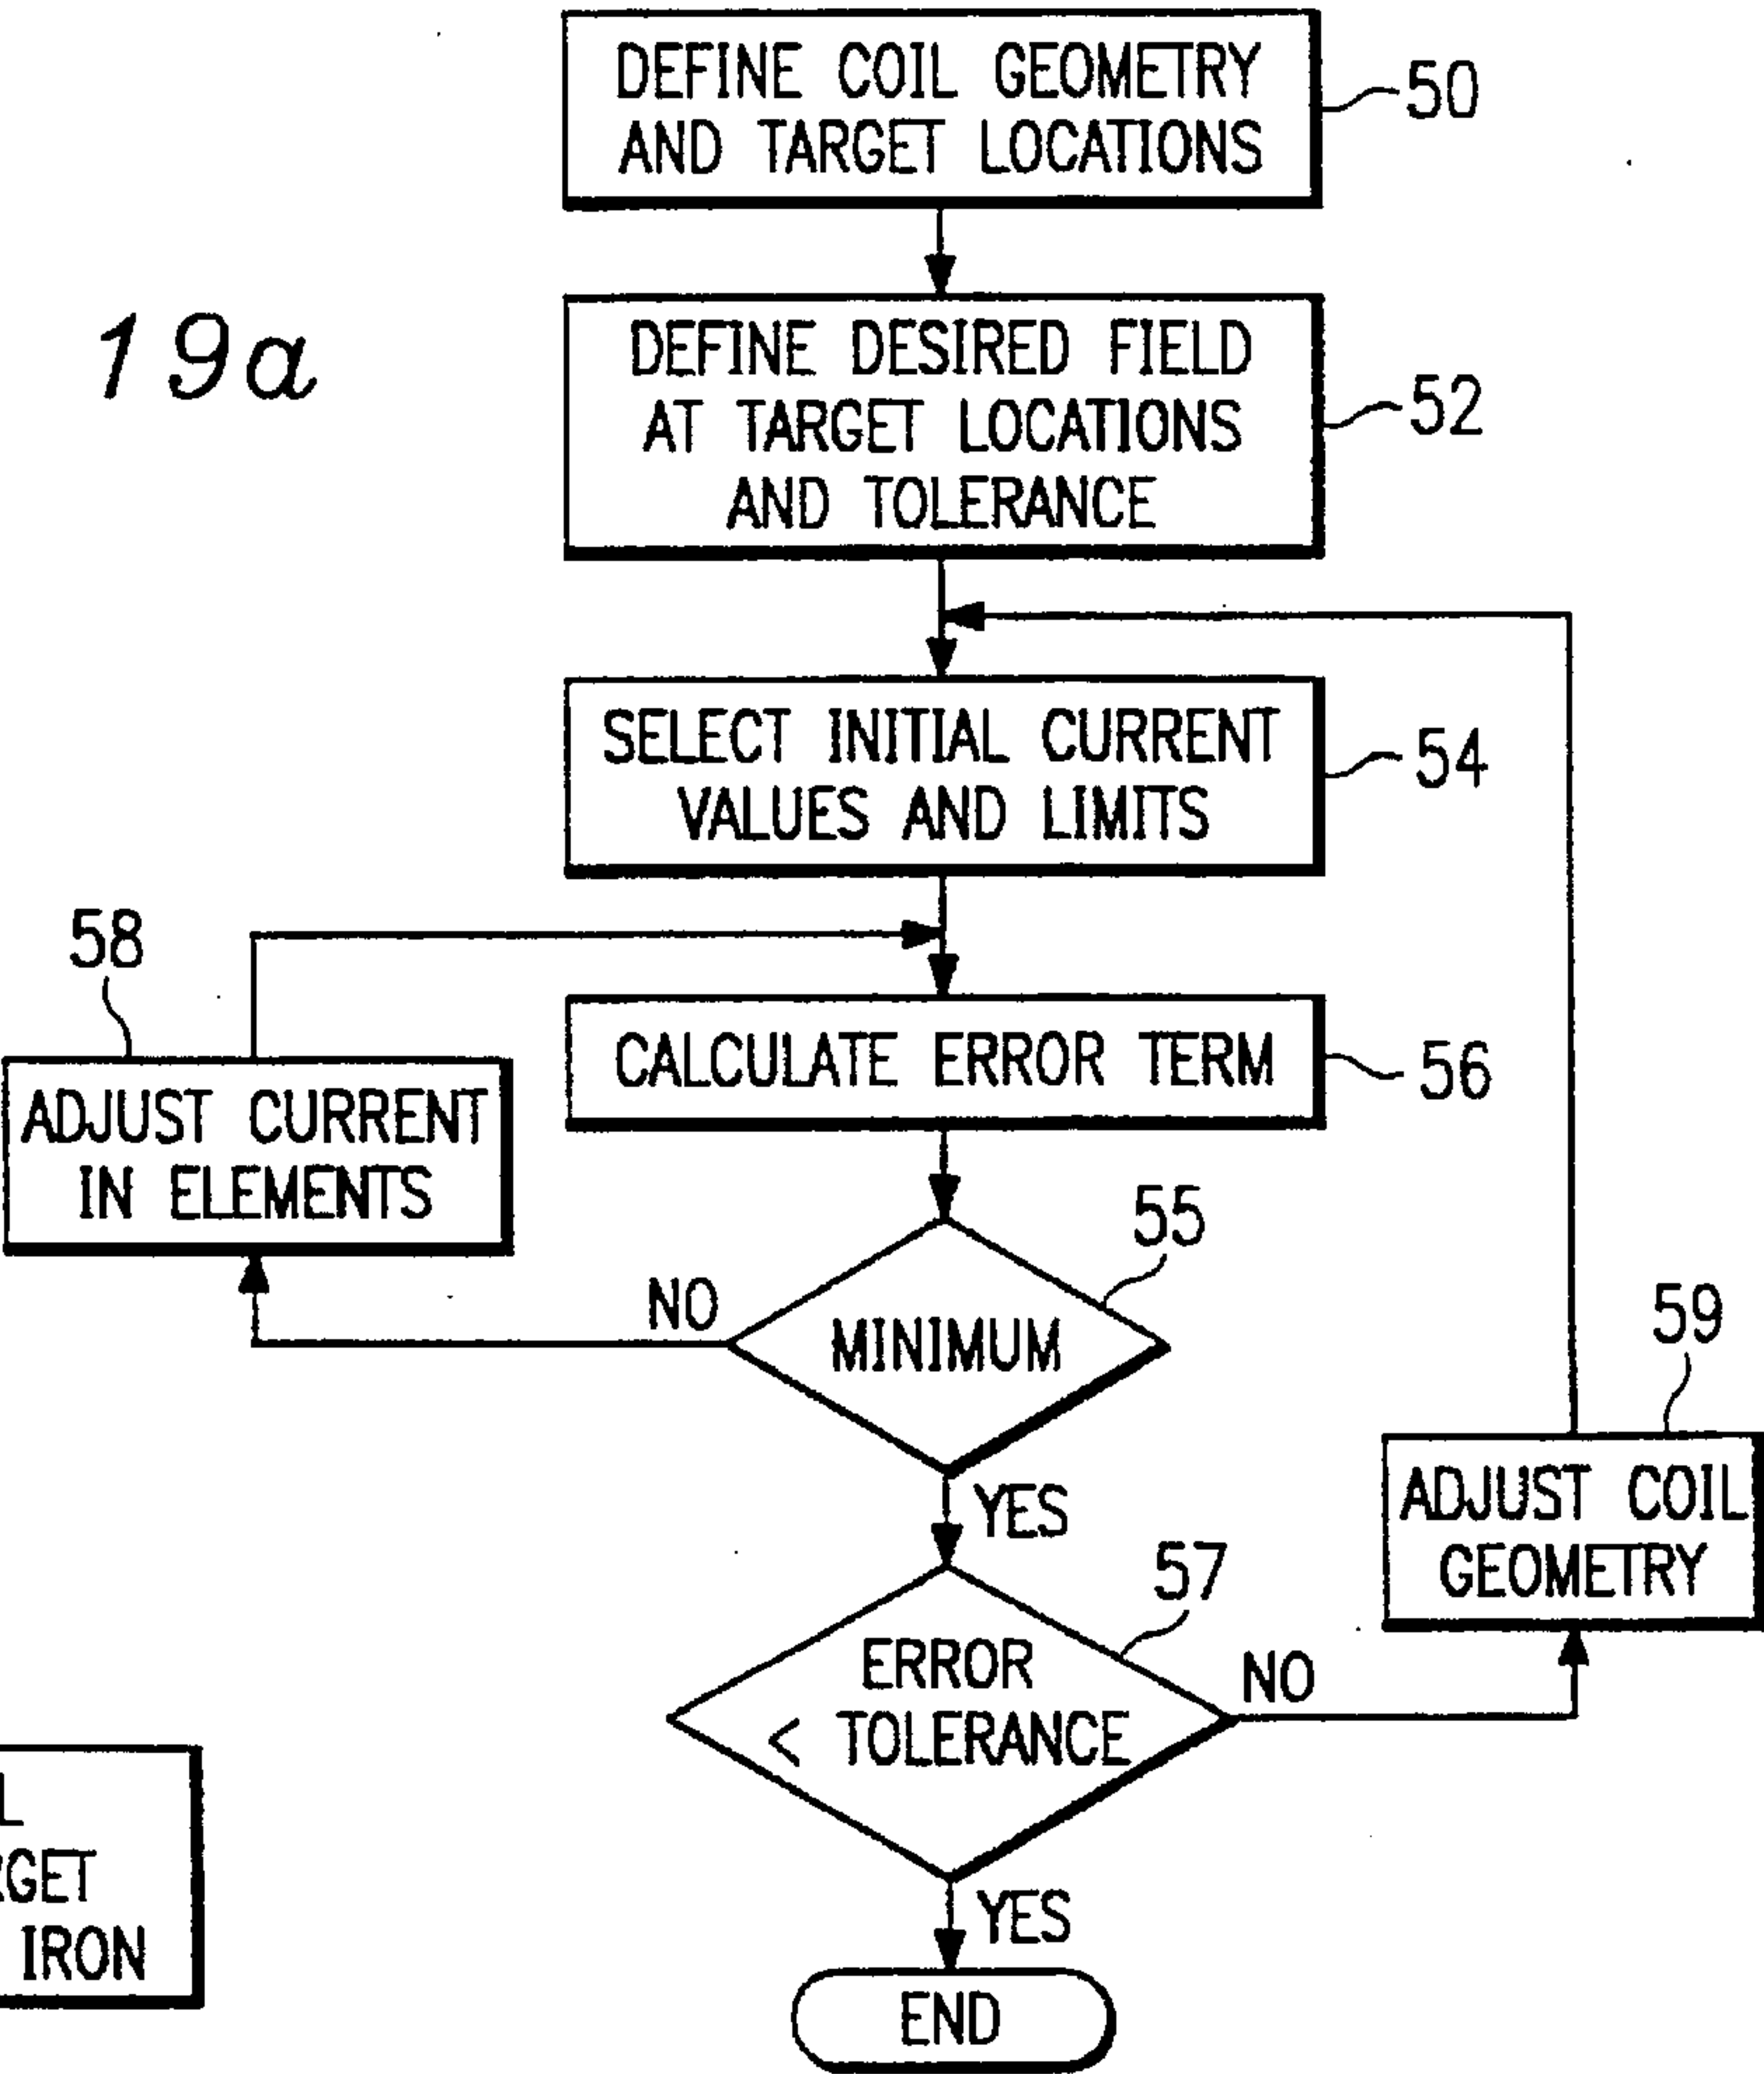 DEFINE COIL GEOMETRY
AND TARGET LOCATIONS
50
19a
DEFINE DESIRED FIELD
AT TARGET LOCATIONS
AND TOLERANCE
52
SELECT INITIAL CURRENT
VALUES AND LIMITS
54
58
CALCULATE ERROR TERM
56
ADJUST CURRENT
IN ELEMENTS
55
NO
MINIMUM
59
YES
ADJUST COIL
GEOMETRY
57
ERROR
< TOLERANCE
NO
YES
IRON
END